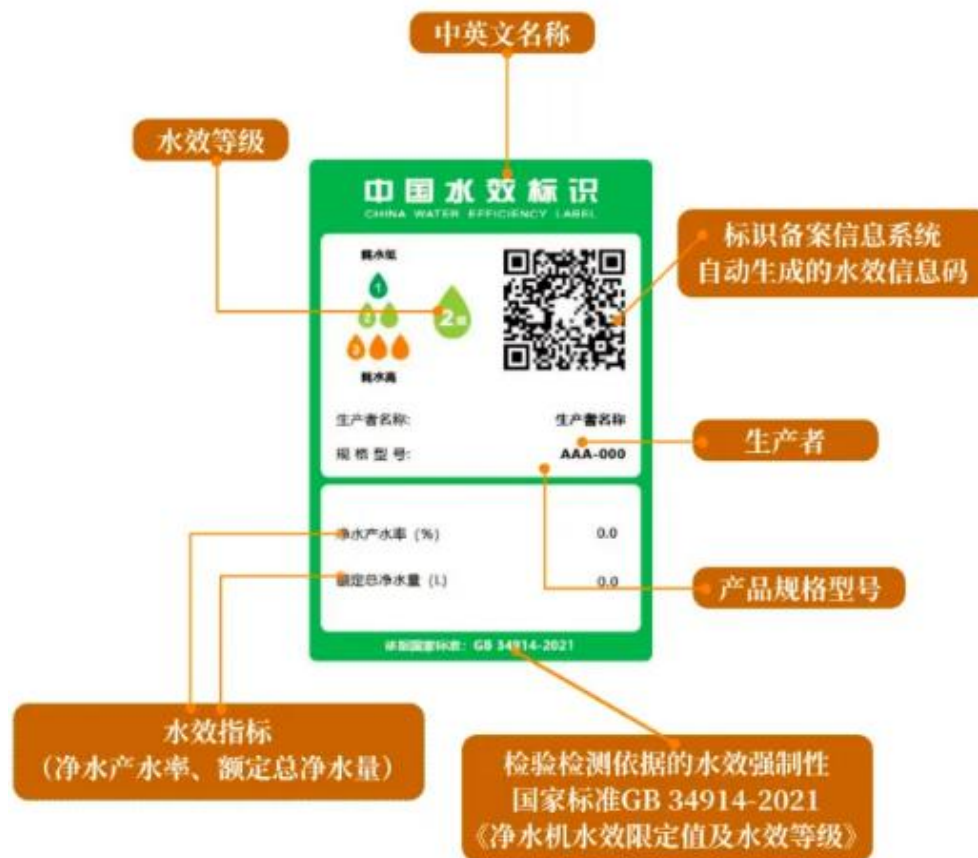 中英文名称
水效等级
中国水效标识
CHINA WATER EFFICIENCY LABEL
标识备案信息系统
自动生成的水效信息码
耗水低
1
2
2级
3
耗水高
生产者名称: 生产者名称
规格型号: AAA-000
生产者
净水产水率 (%) 0.0
额定总净水量 (L) 0.0
产品规格型号
依据国家标准: GB 34914-2021
水效指标
（净水产水率、额定总净水量）
检验检测依据的水效强制性
国家标准GB 34914-2021
《净水机水效限定值及水效等级》